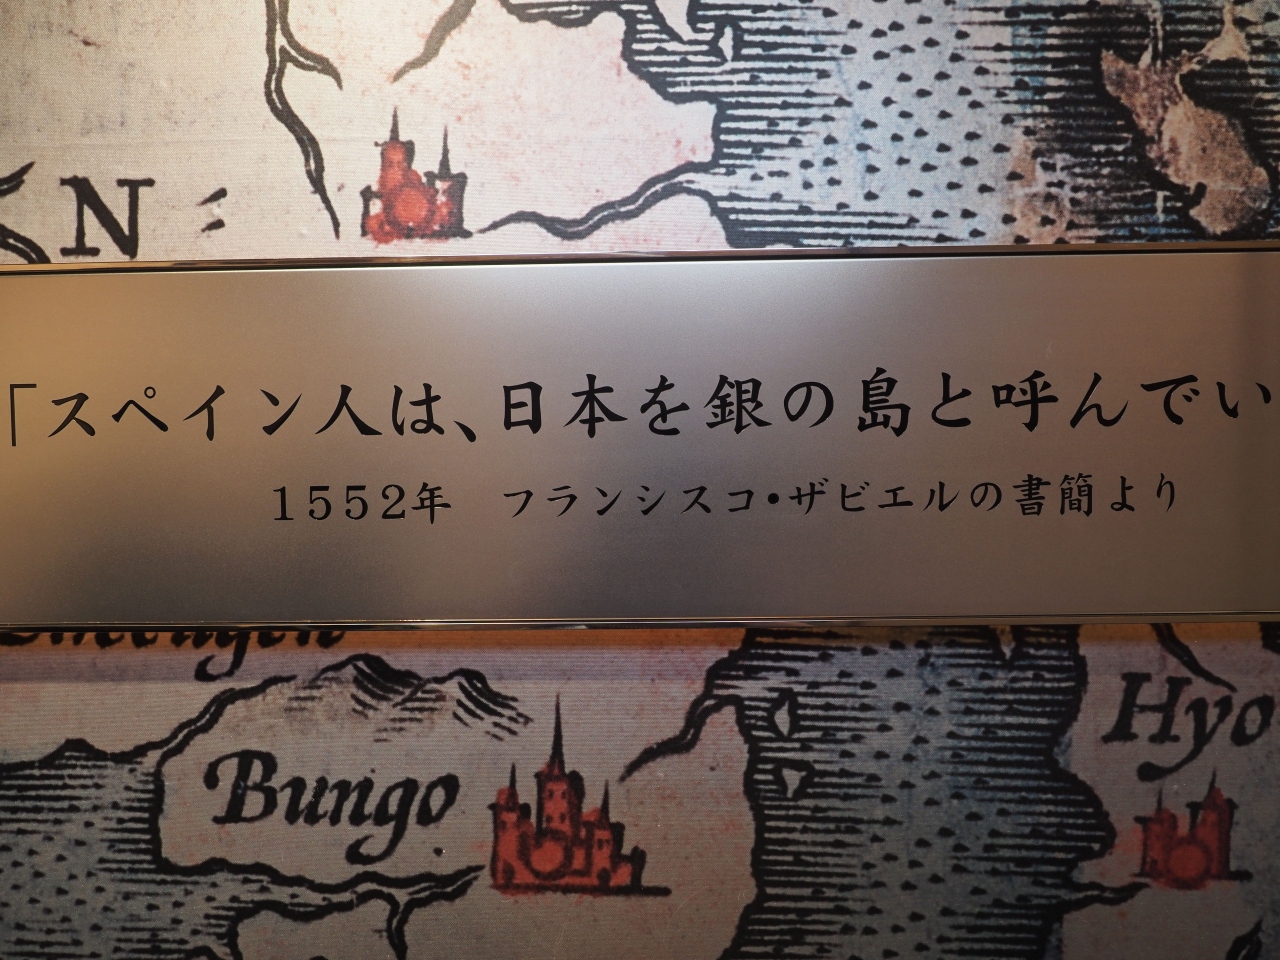 N
「スペイン人は、日本を銀の島と呼んでい
1552年　フランシスコ・ザビエルの書簡より
Bungo
Hyo